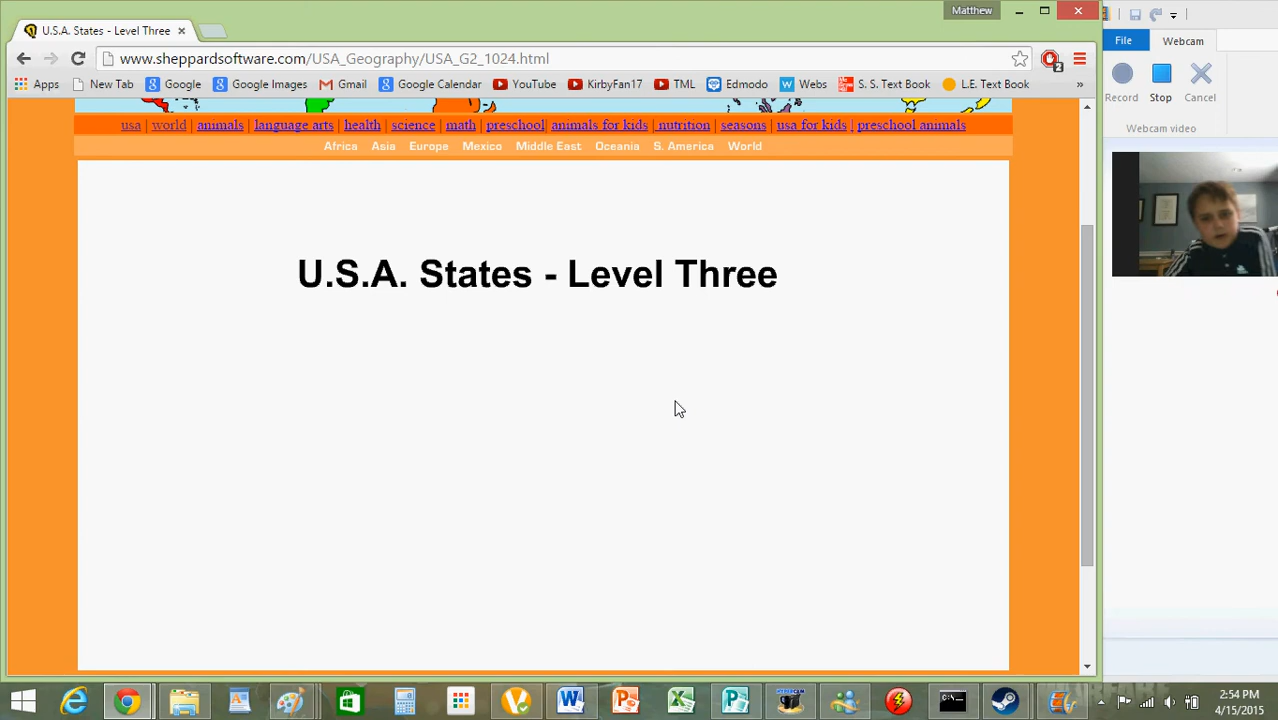 Matthew
U.S.A. States - Level Three
www.sheppardsoftware.com/USA_Geography/USA_G2_1024.html
2
Apps New Tab Google Google Images Gmail Google Calendar YouTube KirbyFan17 TML Edmodo Webs S. S. Text Book L.E. Text Book »
usa | world | animals | language arts | health | science | math | preschool | animals for kids | nutrition | seasons | usa for kids | preschool animals
Africa Asia Europe Mexico Middle East Oceania S. America World
U.S.A. States - Level Three
File Webcam
Record Stop Cancel
Webcam video
2:54 PM
4/15/2015